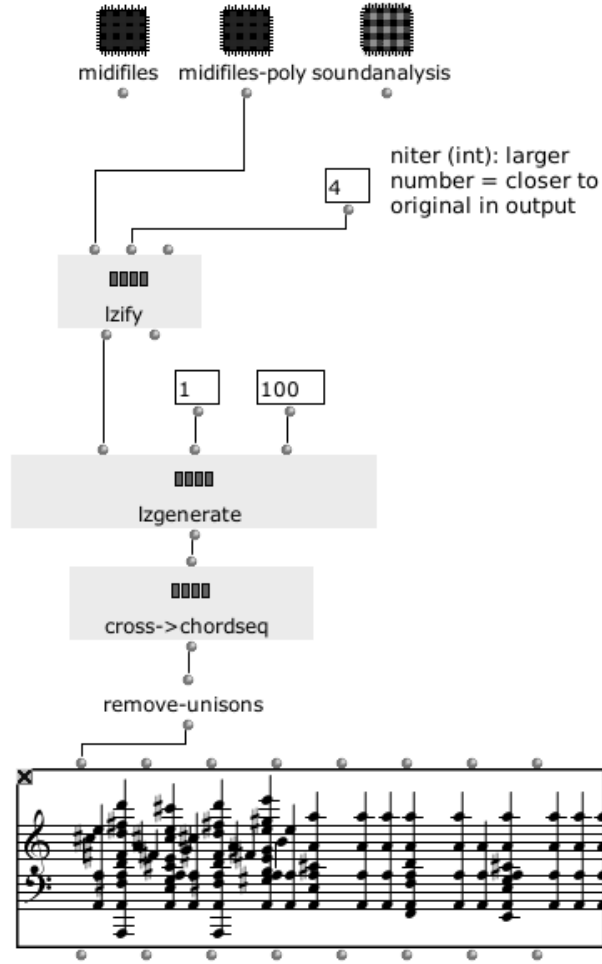 midifiles
midifiles-poly
soundanalysis
niter (int): larger
number = closer to
original in output
4
lzify
1
100
lzgenerate
cross->chordseq
remove-unisons